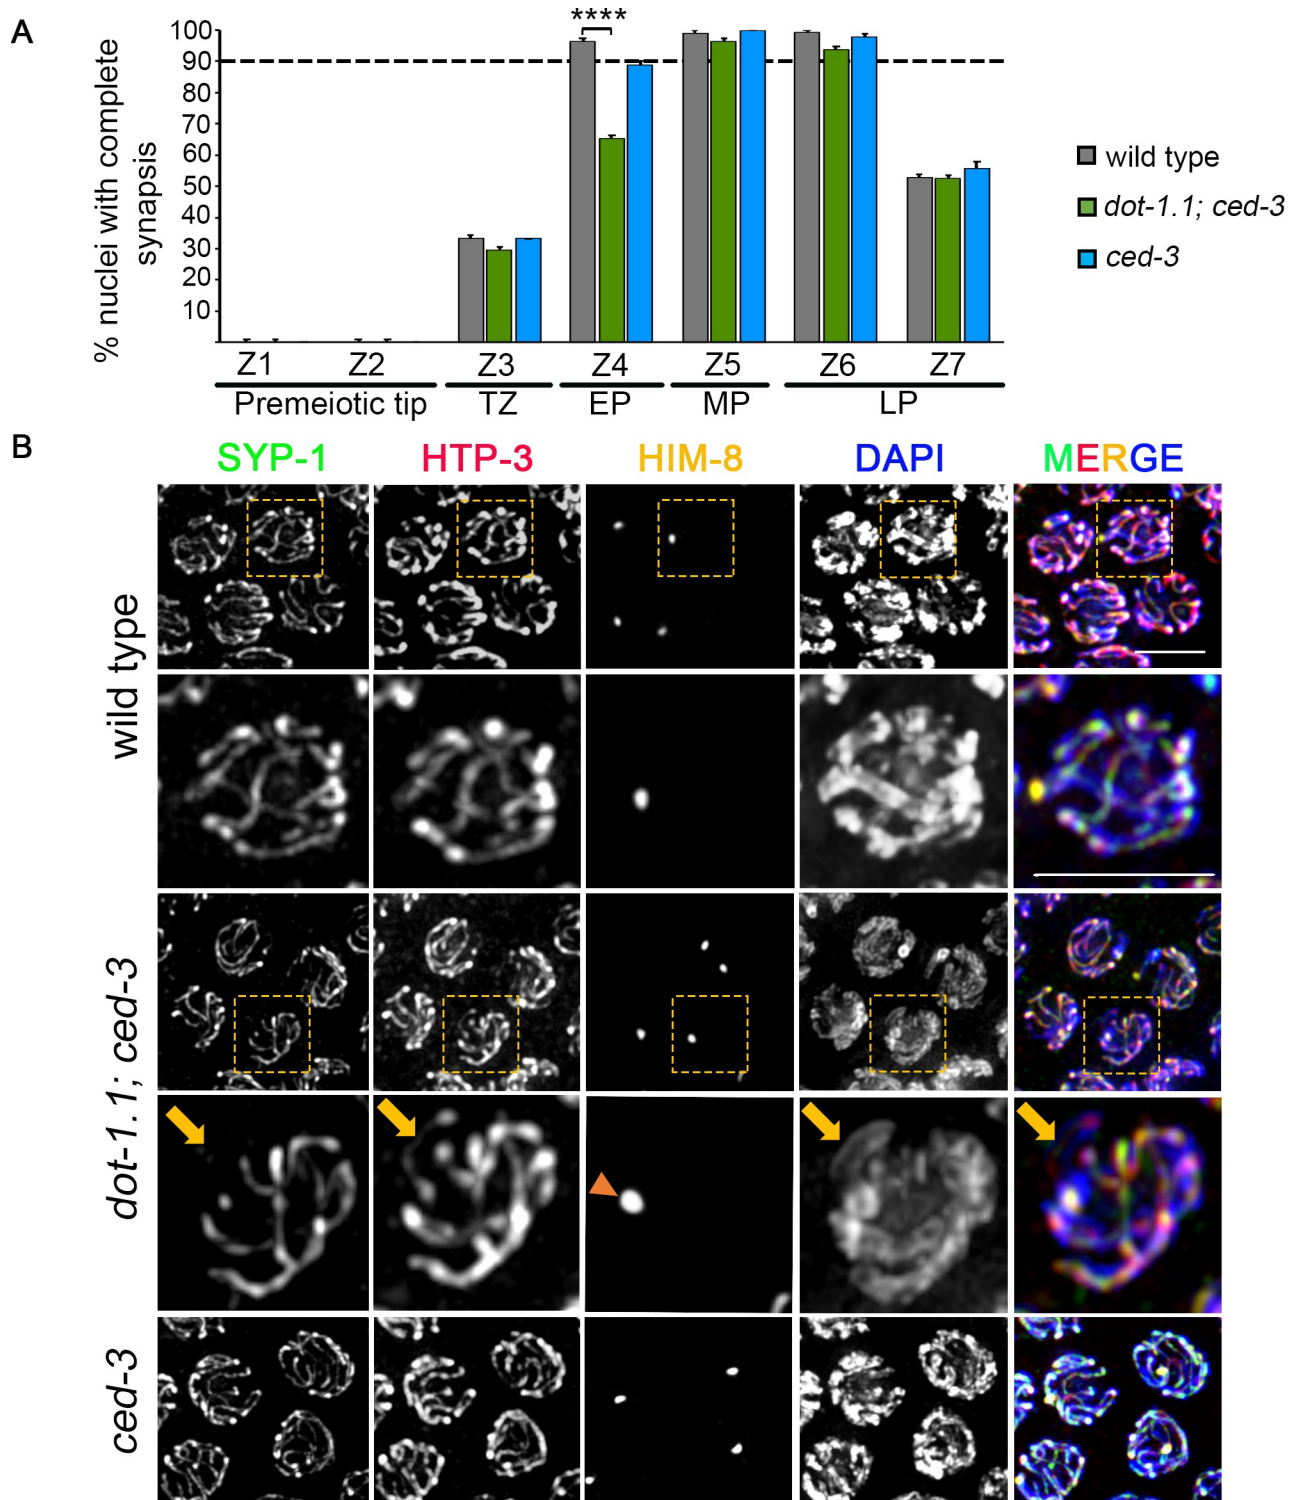 A
% nuclei with complete
synapsis
100
90
80
70
60
50
40
30
20
10
****
wild type
dot-1.1; ced-3
ced-3
Z1 Z2 Z3 Z4 Z5 Z6 Z7
Premeiotic tip TZ EP MP LP
B
SYP-1 HTP-3 HIM-8 DAPI MERGE
wild type
dot-1.1; ced-3
ced-3